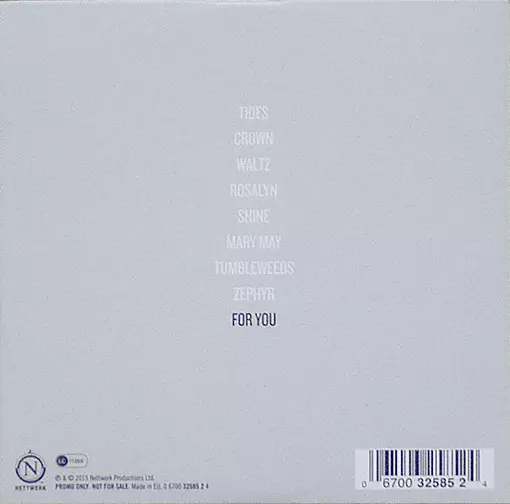 TIDES
CROWN
WALTZ
ROSALYN
SHINE
MARY MAY
TUMBLEWEEDS
ZEPHYR
FOR YOU
N
NETTWERK
LC
℗ & © 2015 Nettwerk Productions Ltd.
PROMO ONLY. NOT FOR SALE. Made in EU. 0 6700 32585 2 4
0 6700 32585 2 4